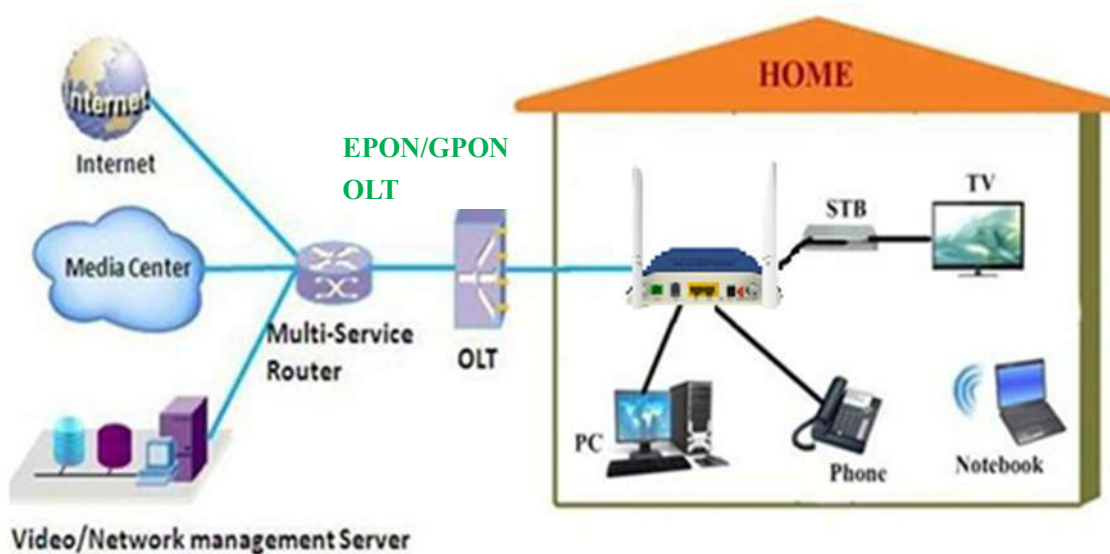 HOME
Internet
Internet
EPON/GPON
OLT
TV
STB
Media Center
Multi-Service
Router
OLT
PC
Phone
Notebook
Video/Network management Server